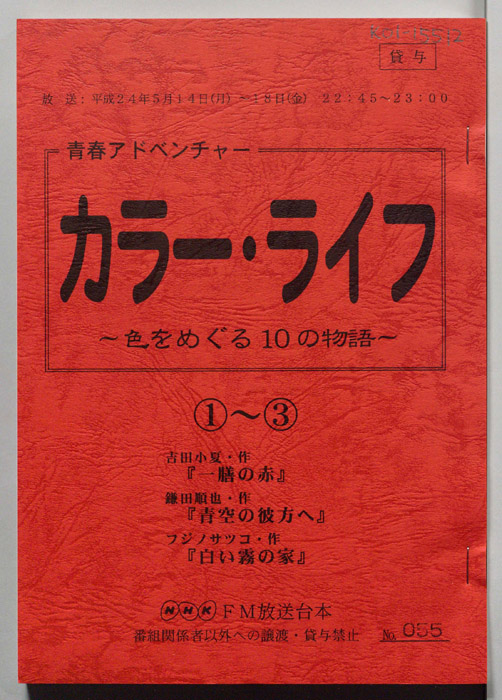 貸与
放　送：平成２４年５月１４日(月)　～１８日(金)　２２：４５～２３：００
青春アドベンチャー
カラー・ライフ
～色をめぐる10の物語～
①～③
吉田小夏・作
『一膳の赤』
鎌田順也・作
『青空の彼方へ』
フジノサツコ・作
『白い霧の家』
NHK FM放送台本
番組関係者以外への譲渡・貸与禁止　№ 055